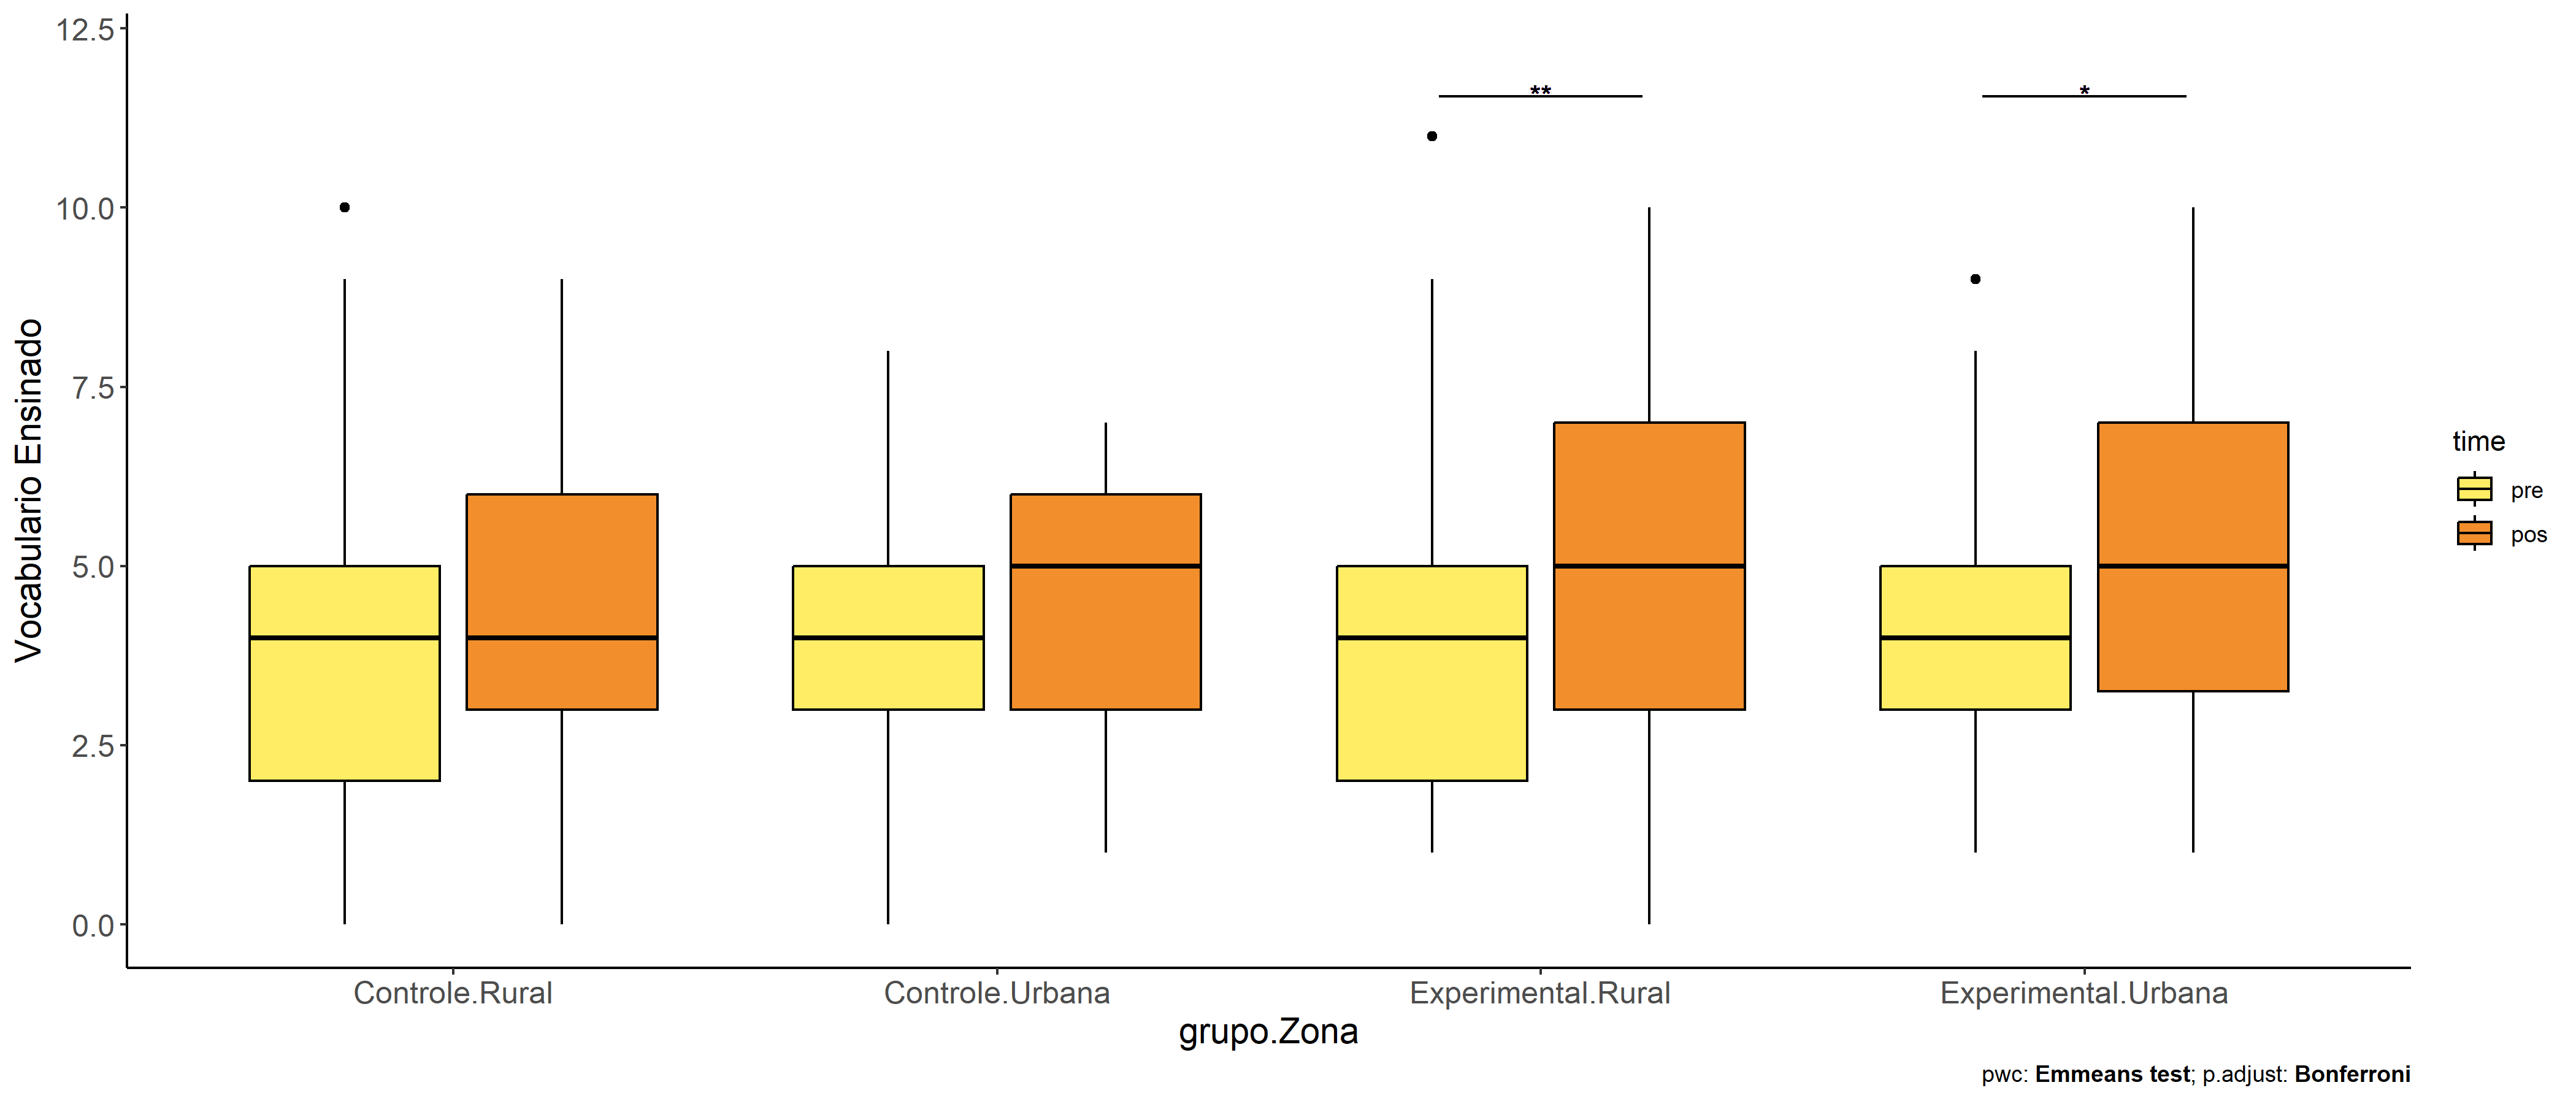 12.5
10.0
7.5
5.0
2.5
0.0
Vocabulario Ensinado
**
*
Controle.Rural
Controle.Urbana
Experimental.Rural
Experimental.Urbana
grupo.Zona
time
pre
pos
pwc: Emmeans test; p.adjust: Bonferroni